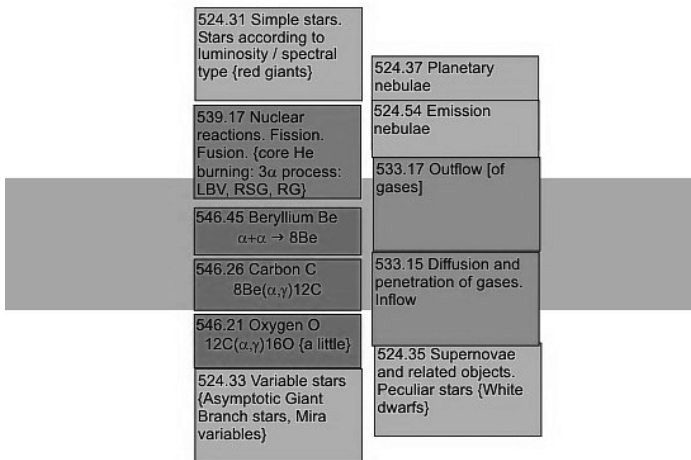 524.31 Simple stars.
Stars according to
luminosity / spectral
type {red giants}
539.17 Nuclear
reactions. Fission.
Fusion. {core He
burning: 3α process:
LBV, RSG, RG}
546.45 Beryllium Be
α+α → 8Be
546.26 Carbon C
8Be(α,γ)12C
546.21 Oxygen O
12C(α,γ)16O {a little}
524.33 Variable stars
{Asymptotic Giant
Branch stars, Mira
variables}
524.37 Planetary
nebulae
524.54 Emission
nebulae
533.17 Outflow [of
gases]
533.15 Diffusion and
penetration of gases.
Inflow
524.35 Supernovae
and related objects.
Peculiar stars {White
dwarfs}